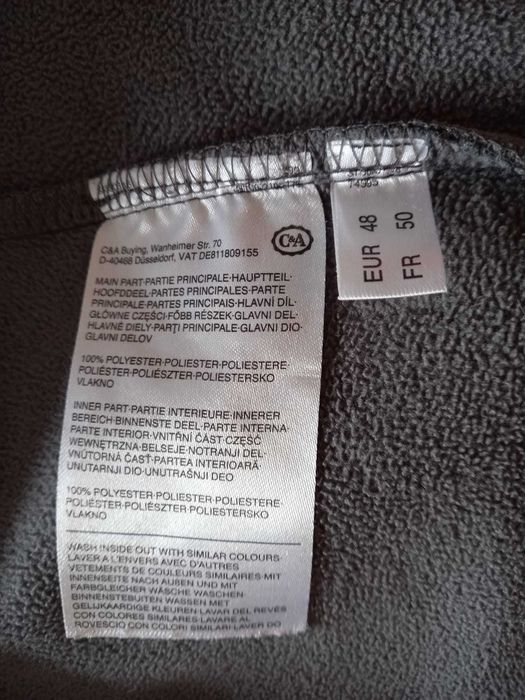 C&A Buying, Wanheimer Str. 70
D-40468 Düsseldorf, VAT DE811809155
C&A
MAIN PART·PARTIE PRINCIPALE·HAUPTTEIL·
HOOFDDEEL·PARTES PRINCIPALES·PARTE
PRINCIPALE·PARTES PRINCIPAIS·HLAVNÍ DÍL·
GŁÓWNE CZĘŚCI·FŐBB RÉSZEK·GLAVNI DEL·
HLAVNÉ DIELY·PARŢI PRINCIPALE·GLAVNI DIO·
GLAVNI DELOV
100% POLYESTER·POLIESTER·POLIESTERE·
POLIÉSTER·POLIÉSZTER·POLIESTERSKO
VLAKNO
INNER PART·PARTIE INTERIEURE·INNERER
BEREICH·BINNENSTE DEEL·PARTE INTERNA·
PARTE INTERIOR·VNITŘNÍ ČÁST·CZĘŚĆ
WEWNĘTRZNA·BELSEJE·NOTRANJI DEL·
VNÚTORNÁ ČASŤ·PARTEA INTERIOARĂ·
UNUTARNJI DIO·UNUTRAŠNJI DEO
100% POLYESTER·POLIESTER·POLIESTERE·
POLIÉSTER·POLIÉSZTER·POLIESTERSKO
VLAKNO
WASH INSIDE OUT WITH SIMILAR COLOURS·
LAVER A L'ENVERS AVEC D'AUTRES
VETEMENTS DE COULEURS SIMILAIRES·MIT
INNENSEITE NACH AUßEN UND MIT
FARBGLEICHER WÄSCHE WASCHEN·
BINNENSTEBUITEN WASSEN MET
GELIJKAARDIGE KLEUREN·LAVAR DEL REVÉS
CON COLORES SIMILARES·LAVARE AL
ROVESCIO CON COLORI SIMILARI·LAVER DO
EUR 48
FR 50